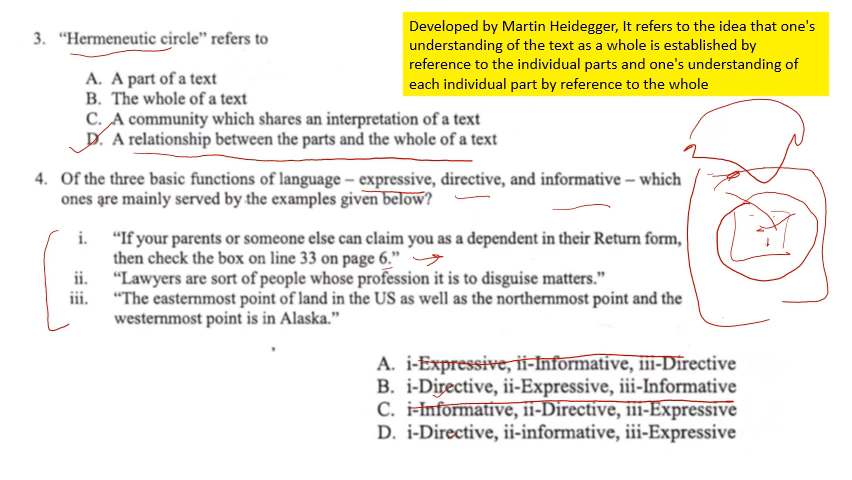 3. “Hermeneutic circle” refers to
Developed by Martin Heidegger, It refers to the idea that one's
understanding of the text as a whole is established by
reference to the individual parts and one's understanding of
each individual part by reference to the whole
A. A part of a text
B. The whole of a text
C. A community which shares an interpretation of a text
D. A relationship between the parts and the whole of a text
4. Of the three basic functions of language – expressive, directive, and informative – which
ones are mainly served by the examples given below?
i. “If your parents or someone else can claim you as a dependent in their Return form,
then check the box on line 33 on page 6.”
ii. “Lawyers are sort of people whose profession it is to disguise matters.”
iii. “The easternmost point of land in the US as well as the northernmost point and the
westernmost point is in Alaska.”
A. i-Expressive, ii-Informative, iii-Directive
B. i-Directive, ii-Expressive, iii-Informative
C. i-Informative, ii-Directive, iii-Expressive
D. i-Directive, ii-informative, iii-Expressive